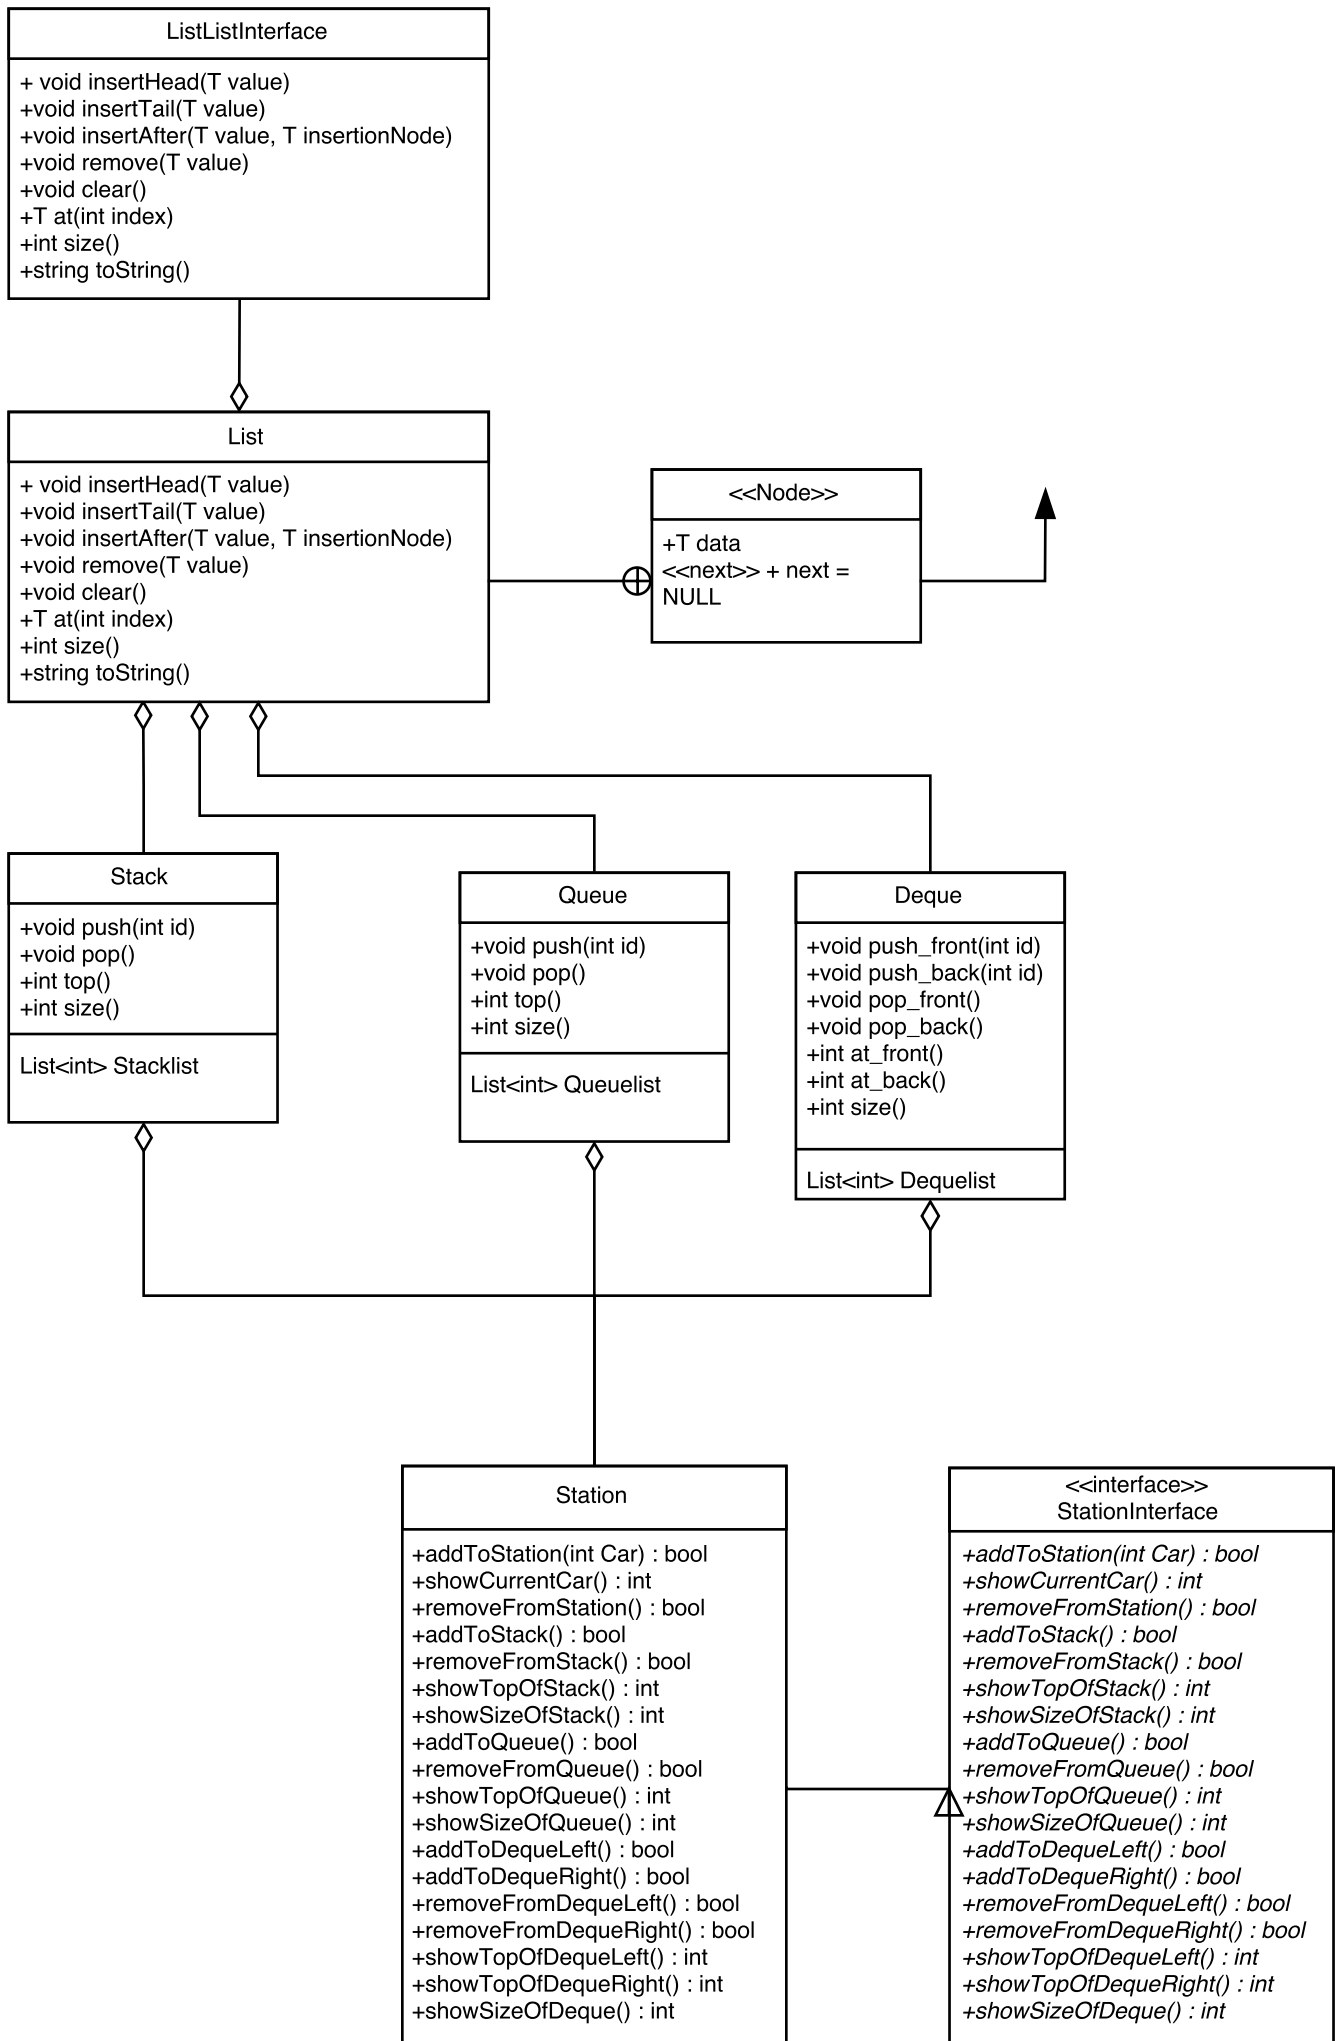 ListListInterface
+ void insertHead(T value)
+void insertTail(T value)
+void insertAfter(T value, T insertionNode)
+void remove(T value)
+void clear()
+T at(int index)
+int size()
+string toString()
List
+ void insertHead(T value)
+void insertTail(T value)
+void insertAfter(T value, T insertionNode)
+void remove(T value)
+void clear()
+T at(int index)
+int size()
+string toString()
<<Node>>
+T data
<<next>> + next =
NULL
Stack
+void push(int id)
+void pop()
+int top()
+int size()
List<int> Stacklist
Queue
+void push(int id)
+void pop()
+int top()
+int size()
List<int> Queuelist
Deque
+void push_front(int id)
+void push_back(int id)
+void pop_front()
+void pop_back()
+int at_front()
+int at_back()
+int size()
List<int> Dequelist
Station
+addToStation(int Car) : bool
+showCurrentCar() : int
+removeFromStation() : bool
+addToStack() : bool
+removeFromStack() : bool
+showTopOfStack() : int
+showSizeOfStack() : int
+addToQueue() : bool
+removeFromQueue() : bool
+showTopOfQueue() : int
+showSizeOfQueue() : int
+addToDequeLeft() : bool
+addToDequeRight() : bool
+removeFromDequeLeft() : bool
+removeFromDequeRight() : bool
+showTopOfDequeLeft() : int
+showTopOfDequeRight() : int
+showSizeOfDeque() : int
<<interface>>
StationInterface
+addToStation(int Car) : bool
+showCurrentCar() : int
+removeFromStation() : bool
+addToStack() : bool
+removeFromStack() : bool
+showTopOfStack() : int
+showSizeOfStack() : int
+addToQueue() : bool
+removeFromQueue() : bool
+showTopOfQueue() : int
+showSizeOfQueue() : int
+addToDequeLeft() : bool
+addToDequeRight() : bool
+removeFromDequeLeft() : bool
+removeFromDequeRight() : bool
+showTopOfDequeLeft() : int
+showTopOfDequeRight() : int
+showSizeOfDeque() : int